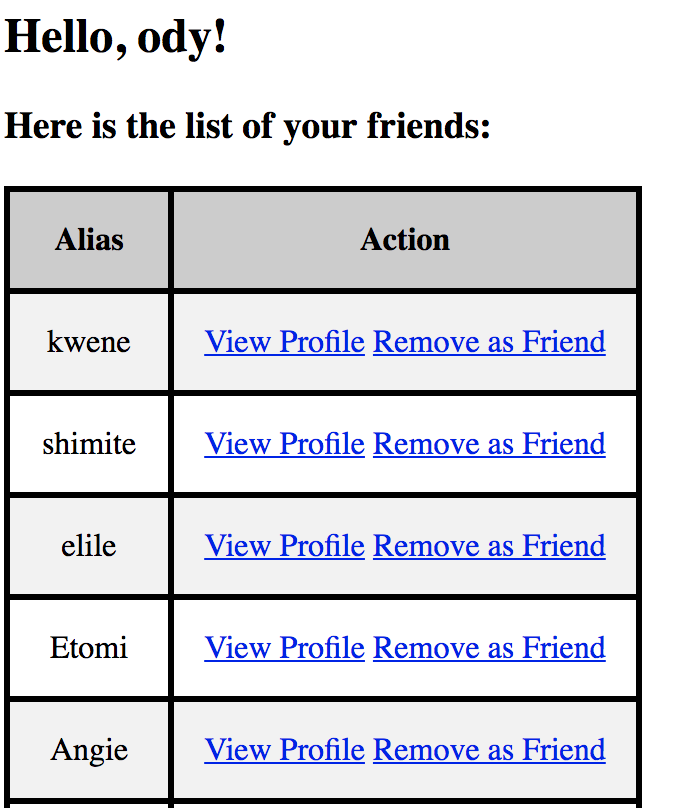 Hello, ody!
Here is the list of your friends:
Alias Action
kwene View Profile Remove as Friend
shimite View Profile Remove as Friend
elile View Profile Remove as Friend
Etomi View Profile Remove as Friend
Angie View Profile Remove as Friend